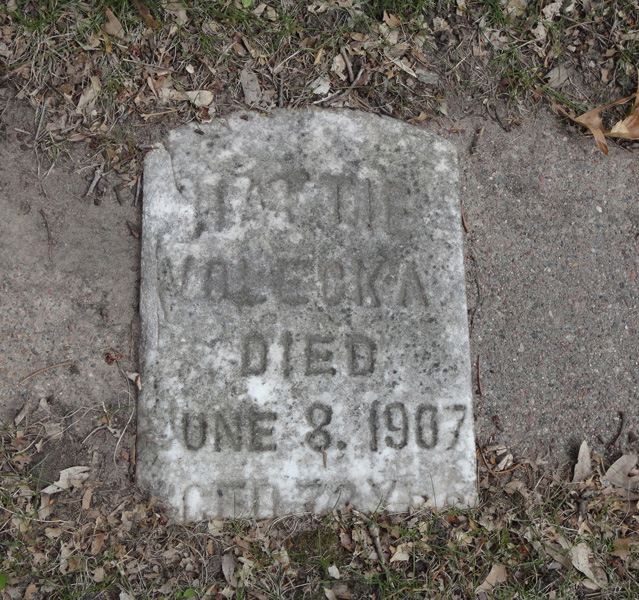 HATTIE
VOLECKA
DIED
JUNE 8. 1907